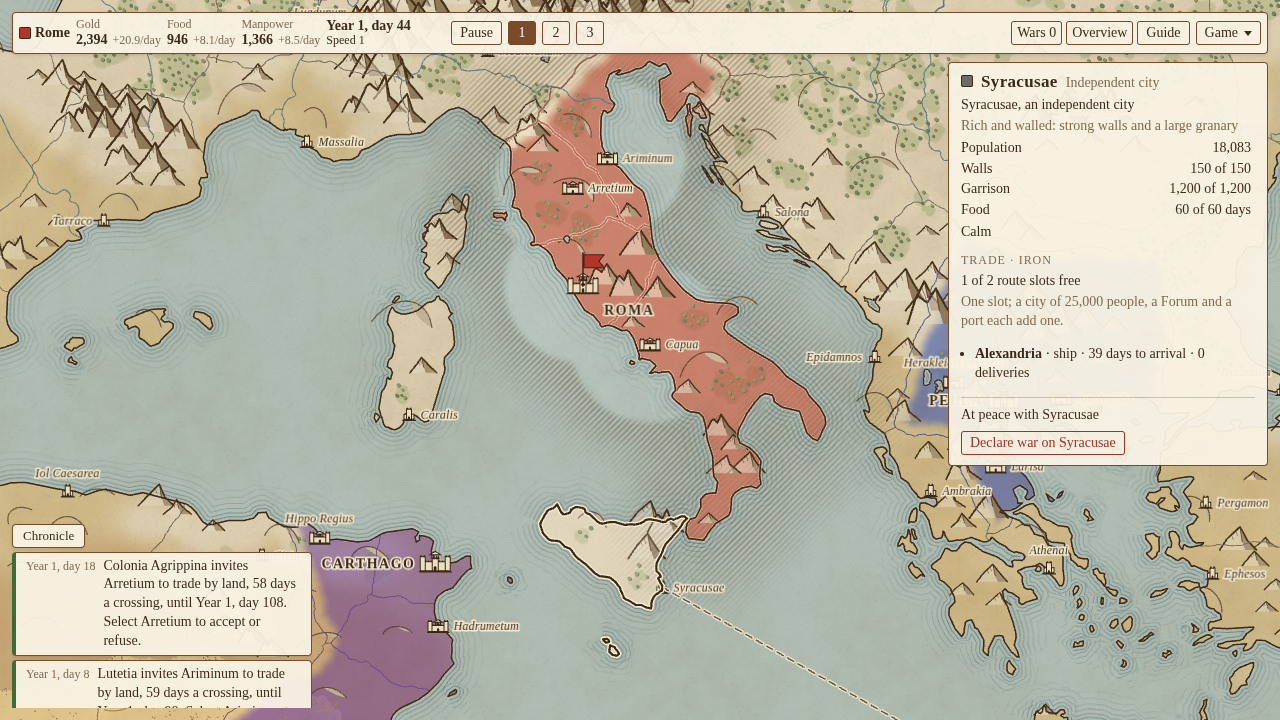 Rome
Gold
2,394 +20.9/day
Food
946 +8.1/day
Manpower
1,366 +8.5/day
Year 1, day 44
Speed 1
Pause
1
2
3
Wars 0
Overview
Guide
Game
Syracusae Independent city
Syracusae, an independent city
Rich and walled: strong walls and a large granary
Population 18,083
Walls 150 of 150
Garrison 1,200 of 1,200
Food 60 of 60 days
Calm
TRADE · IRON
1 of 2 route slots free
One slot; a city of 25,000 people, a Forum and a
port each add one.
Alexandria · ship · 39 days to arrival · 0
deliveries
At peace with Syracusae
Declare war on Syracusae
Massalia
Ariminum
Arretium
Tarraco
Salona
ROMA
Capua
Epidamnos
Caralis
Iol Caesarea
Larisa
Ambrakia
Pergamon
Hippo Regius
CARTHAGO
Athenai
Ephesos
Syracusae
Hadrumetum
Chronicle
Year 1, day 18 Colonia Agrippina invites
Arretium to trade by land, 58 days
a crossing, until Year 1, day 108.
Select Arretium to accept or
refuse.
Year 1, day 8 Lutetia invites Ariminum to trade
by land, 59 days a crossing, until